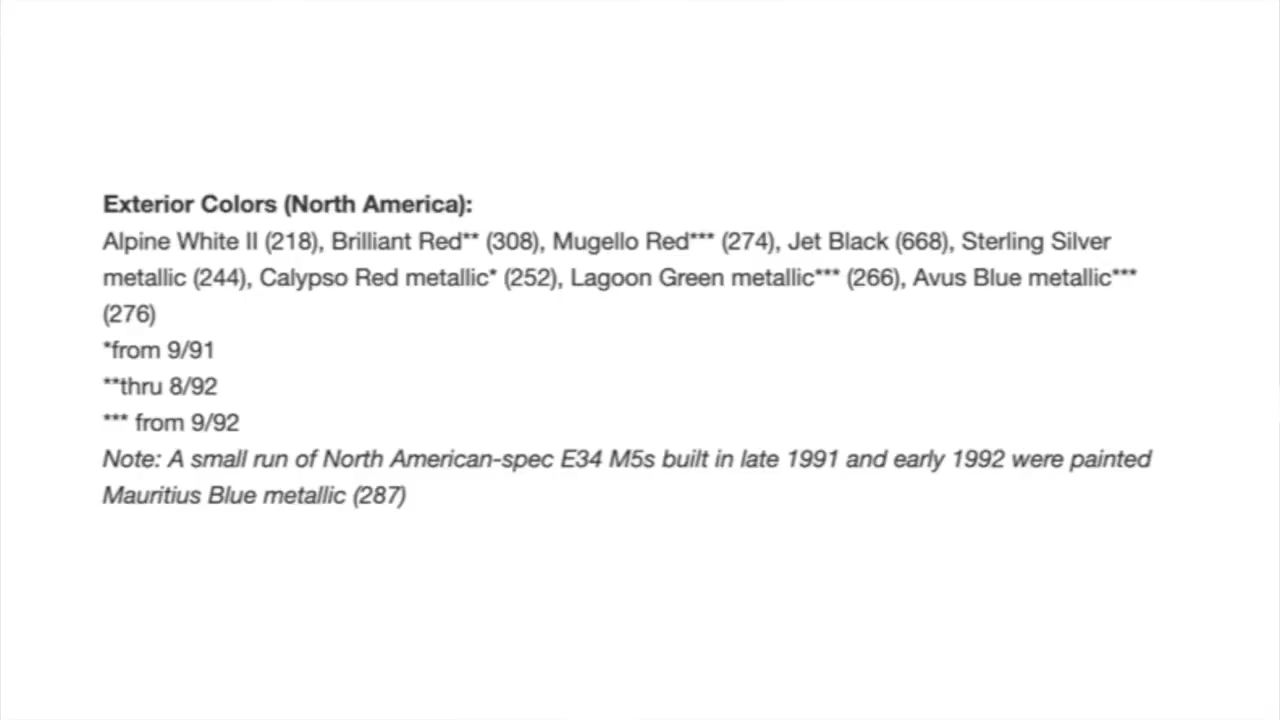 Exterior Colors (North America):
Alpine White II (218), Brilliant Red** (308), Mugello Red*** (274), Jet Black (668), Sterling Silver
metallic (244), Calypso Red metallic* (252), Lagoon Green metallic*** (266), Avus Blue metallic***
(276)
*from 9/91
**thru 8/92
*** from 9/92
Note: A small run of North American-spec E34 M5s built in late 1991 and early 1992 were painted
Mauritius Blue metallic (287)